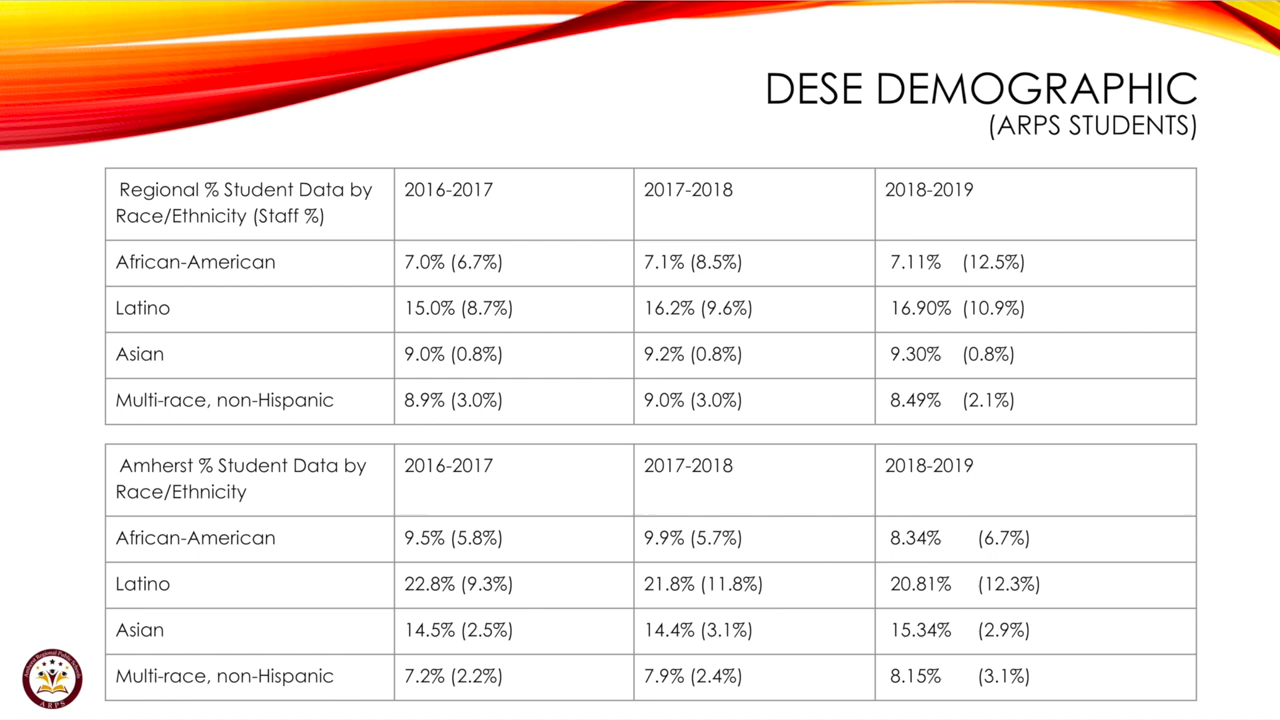 DESE DEMOGRAPHIC
(ARPS STUDENTS)
Regional % Student Data by Race/Ethnicity (Staff %) 2016-2017 2017-2018 2018-2019
African-American 7.0% (6.7%) 7.1% (8.5%) 7.11% (12.5%)
Latino 15.0% (8.7%) 16.2% (9.6%) 16.90% (10.9%)
Asian 9.0% (0.8%) 9.2% (0.8%) 9.30% (0.8%)
Multi-race, non-Hispanic 8.9% (3.0%) 9.0% (3.0%) 8.49% (2.1%)
Amherst % Student Data by Race/Ethnicity 2016-2017 2017-2018 2018-2019
African-American 9.5% (5.8%) 9.9% (5.7%) 8.34% (6.7%)
Latino 22.8% (9.3%) 21.8% (11.8%) 20.81% (12.3%)
Asian 14.5% (2.5%) 14.4% (3.1%) 15.34% (2.9%)
Multi-race, non-Hispanic 7.2% (2.2%) 7.9% (2.4%) 8.15% (3.1%)
Amherst Regional Public Schools
ARPS